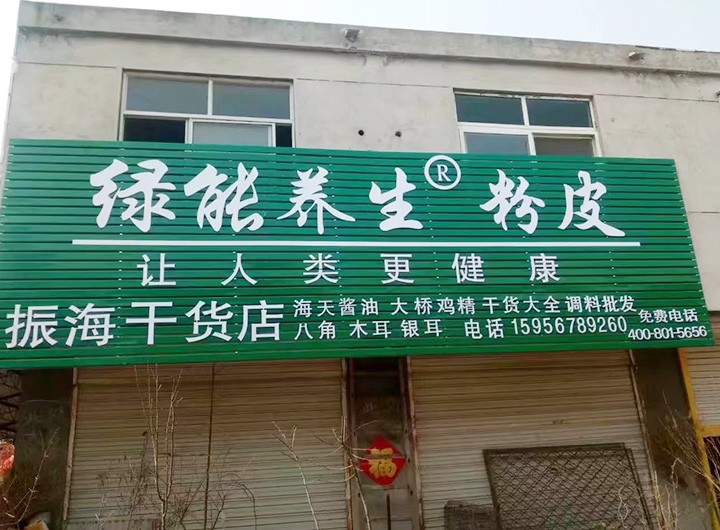 绿能养生® 粉皮
让人类更健康
振海干货店
海天酱油 大桥鸡精 干货大全 调料批发
八角 木耳 银耳 电话 15956789260
免费电话
400-801-5656
福